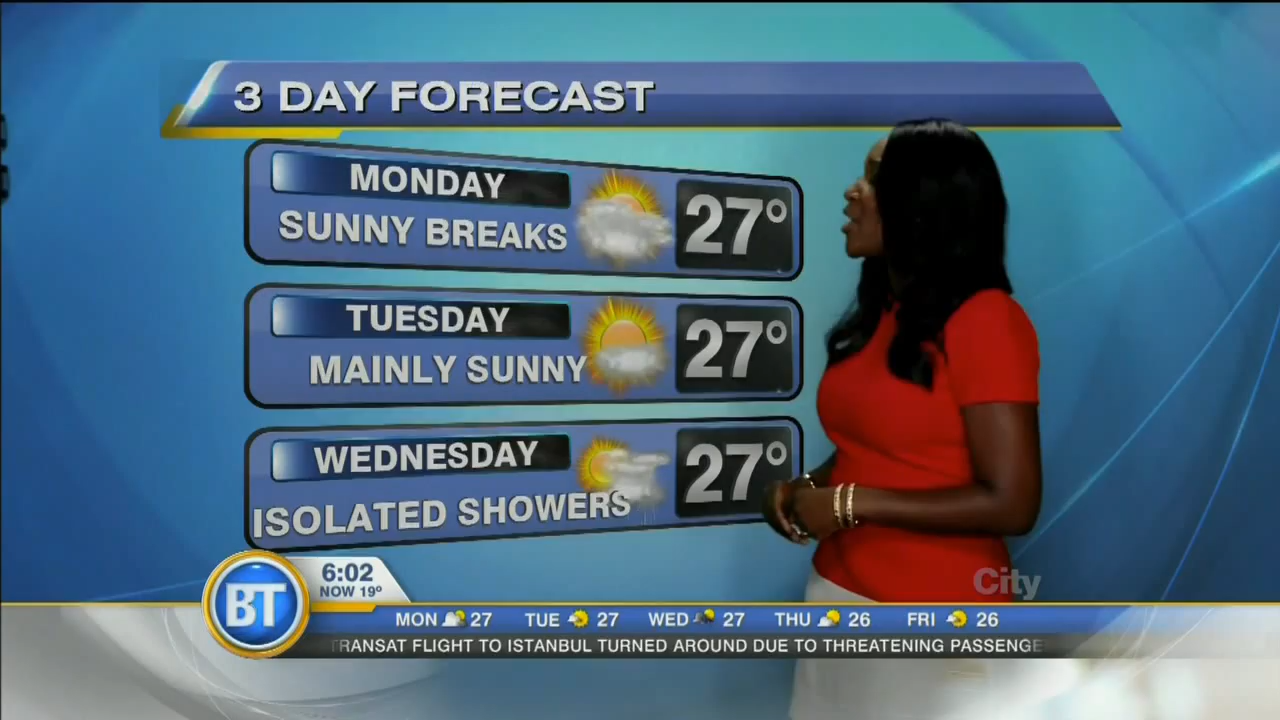 3 DAY FORECAST
MONDAY
SUNNY BREAKS
27°
TUESDAY
MAINLY SUNNY
27°
WEDNESDAY
ISOLATED SHOWERS
27°
BT
6:02
NOW 19°
City
MON 27 TUE 27 WED 27 THU 26 FRI 26
TRANSAT FLIGHT TO ISTANBUL TURNED AROUND DUE TO THREATENING PASSENGE